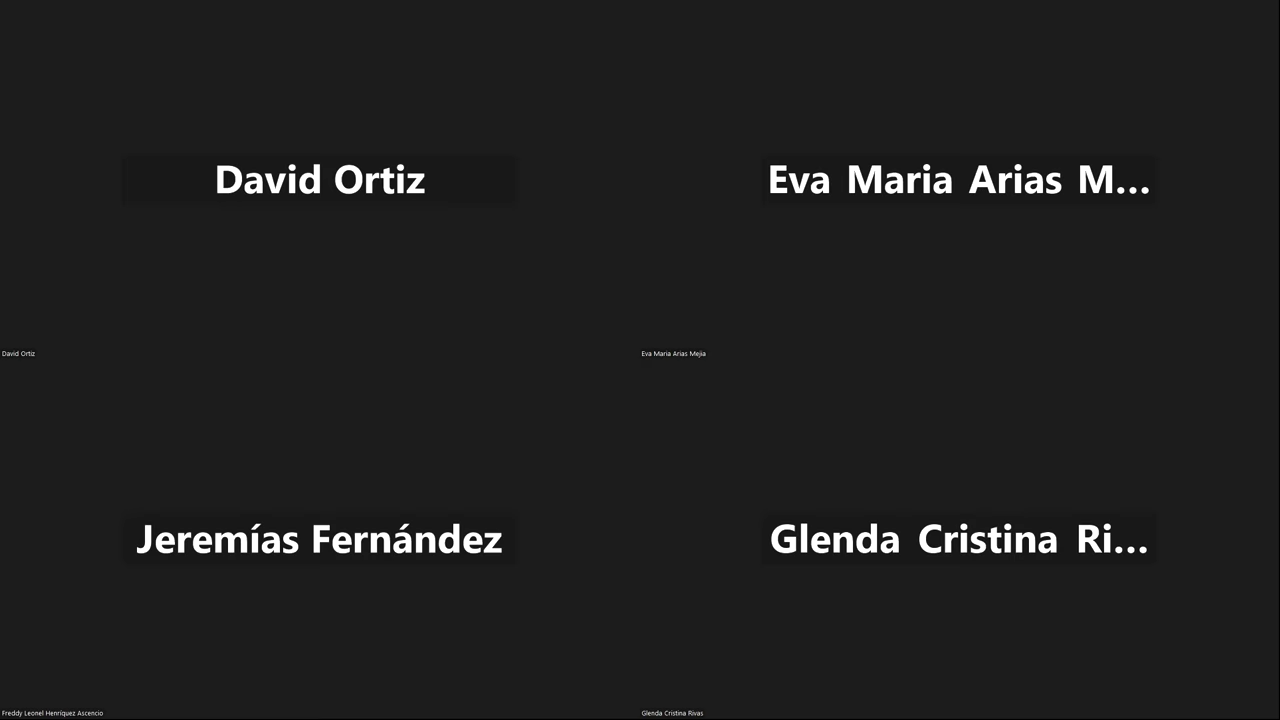 David Ortiz
Eva Maria Arias M...
David Ortiz
Eva Maria Arias Mejia
Jeremías Fernández
Glenda Cristina Ri...
Freddy Leonel Henríquez Ascencio
Glenda Cristina Rivas